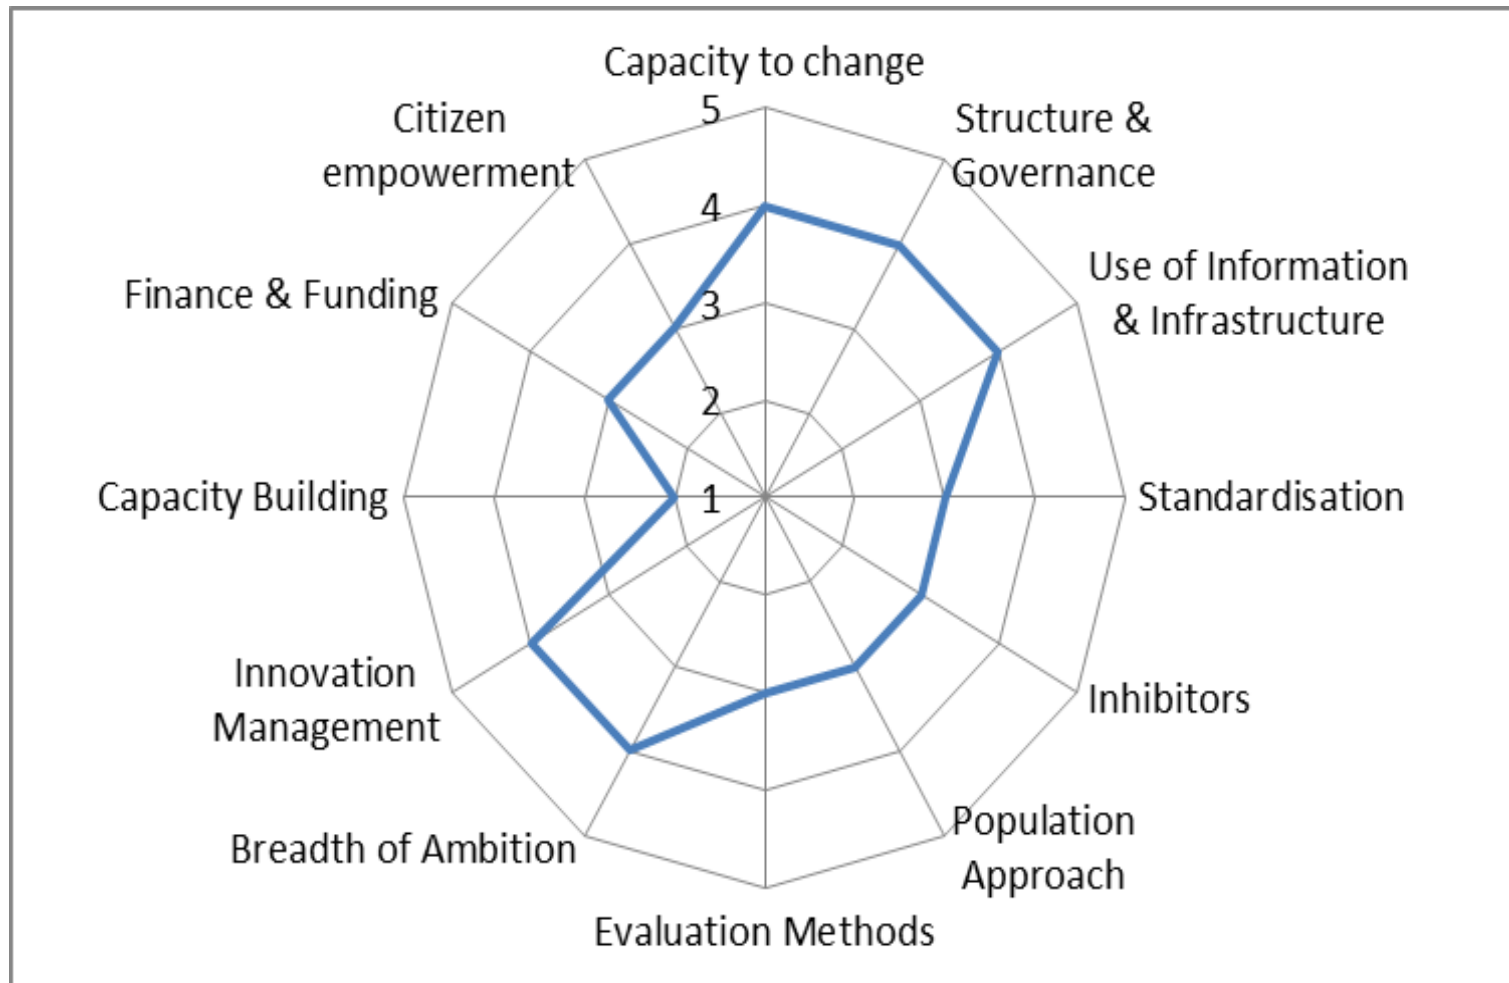 Capacity to change
Structure &
Governance
Use of Information
& Infrastructure
Standardisation
Inhibitors
Population
Approach
Evaluation Methods
Breadth of Ambition
Innovation
Management
Capacity Building
Finance & Funding
Citizen
empowerment
5
4
3
2
1